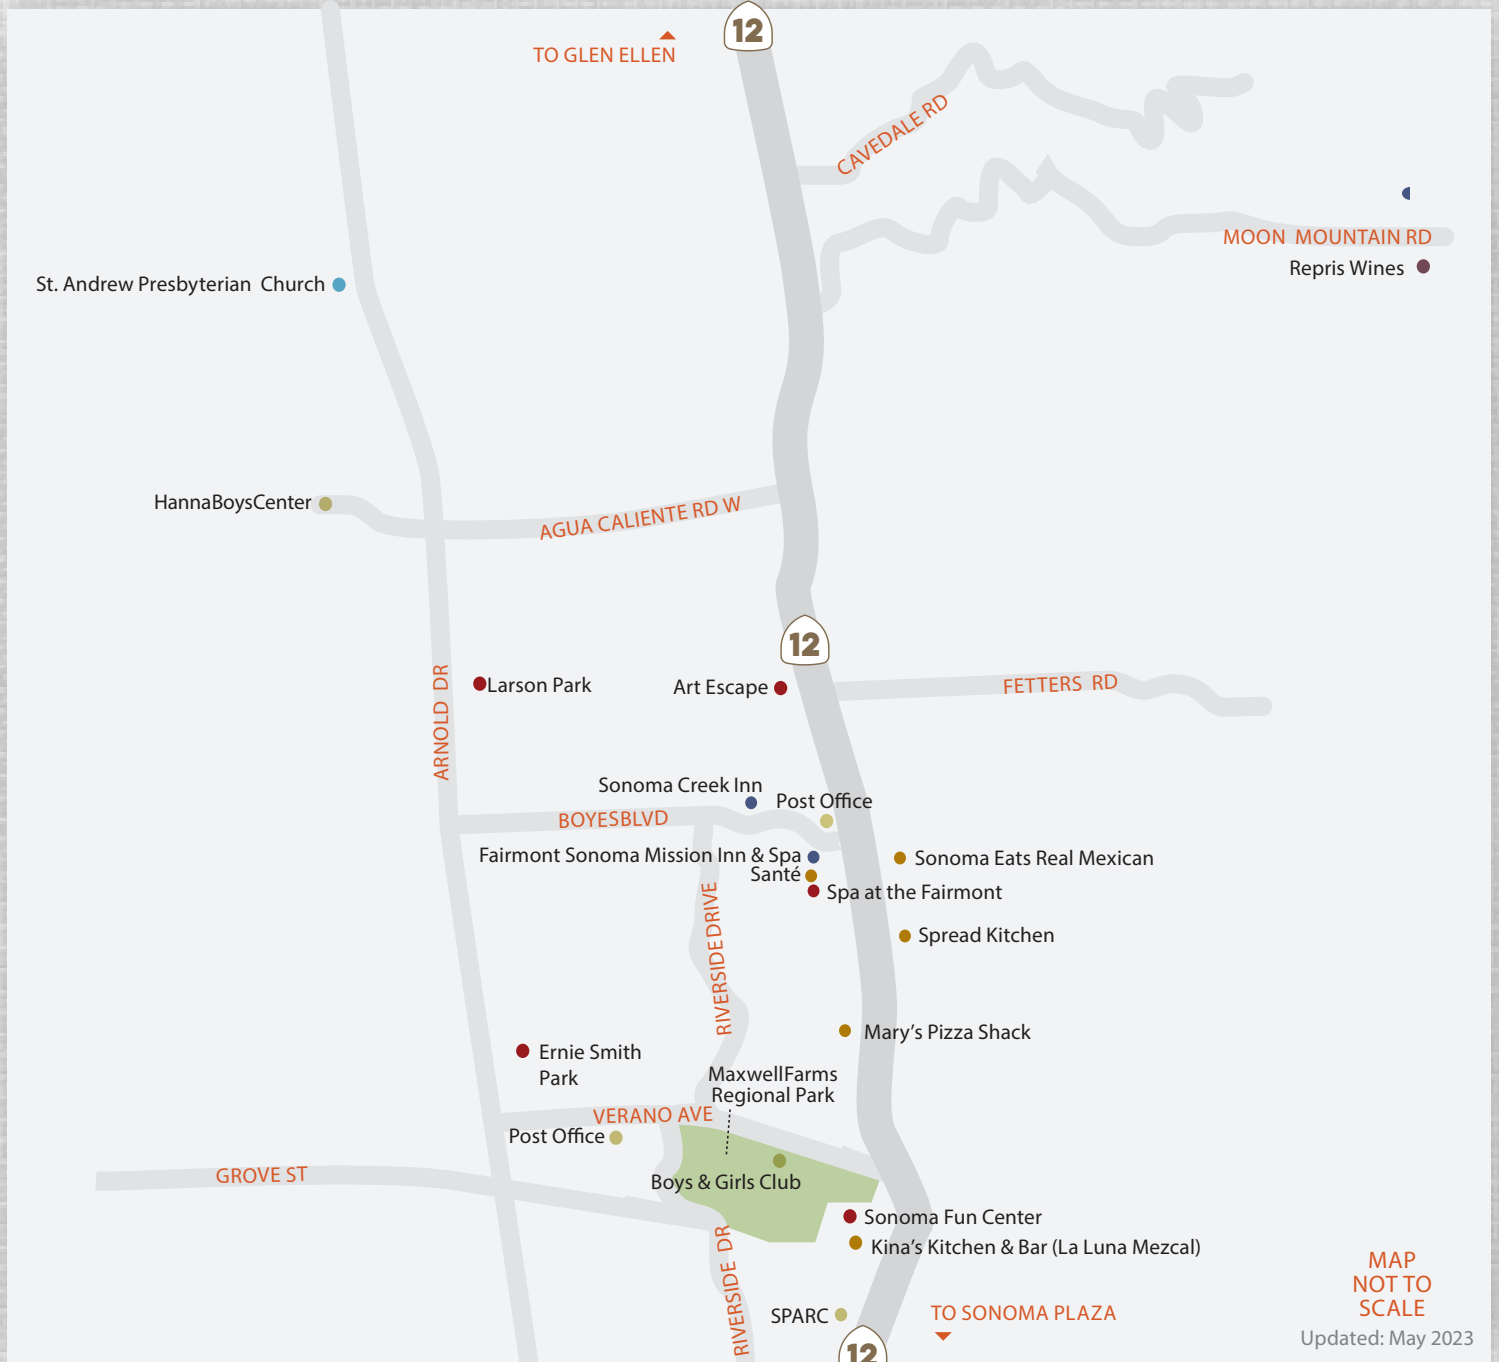 12
TO GLEN ELLEN
CAVEDALE RD
MOON MOUNTAIN RD
Repris Wines
St. Andrew Presbyterian Church
HannaBoysCenter
AGUA CALIENTE RD W
12
ARNOLD DR
Larson Park
Art Escape
FETTERS RD
Sonoma Creek Inn
Post Office
BOYESBLVD
Fairmont Sonoma Mission Inn & Spa
Sonoma Eats Real Mexican
Santé
Spa at the Fairmont
RIVERSIDEDRIVE
Spread Kitchen
Mary’s Pizza Shack
Ernie Smith
Park
MaxwellFarms
Regional Park
VERANO AVE
Post Office
GROVE ST
Boys & Girls Club
Sonoma Fun Center
Kina’s Kitchen & Bar (La Luna Mezcal)
RIVERSIDE DR
SPARC
TO SONOMA PLAZA
12
MAP
NOT TO
SCALE
Updated: May 2023